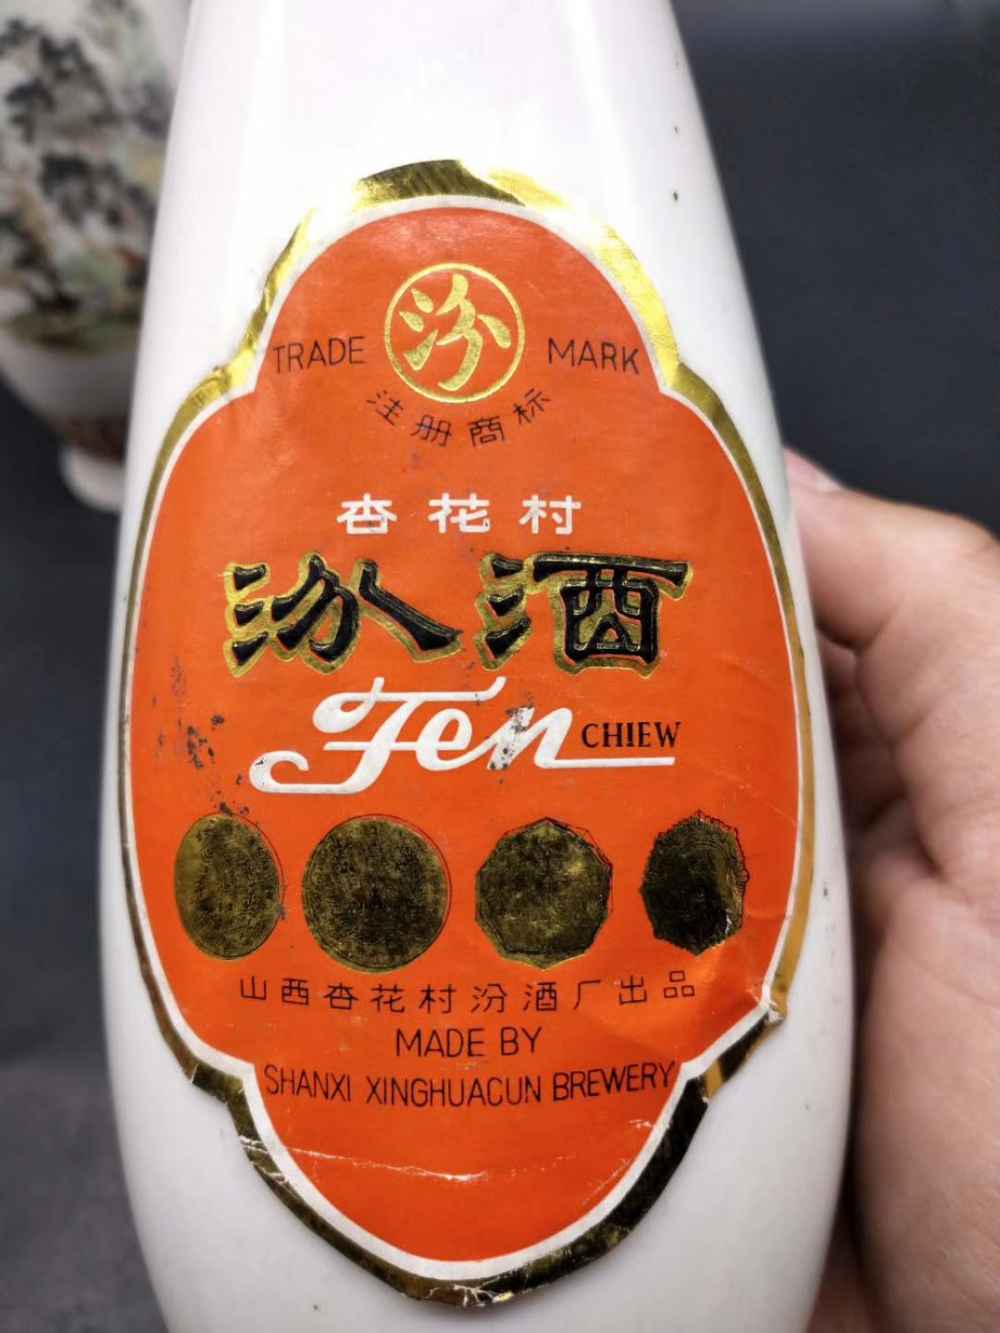 汾
TRADE MARK
注册商标
杏花村
汾酒
Fen CHIEW
山西杏花村汾酒厂出品
MADE BY
SHANXI XINGHUACUN BREWERY